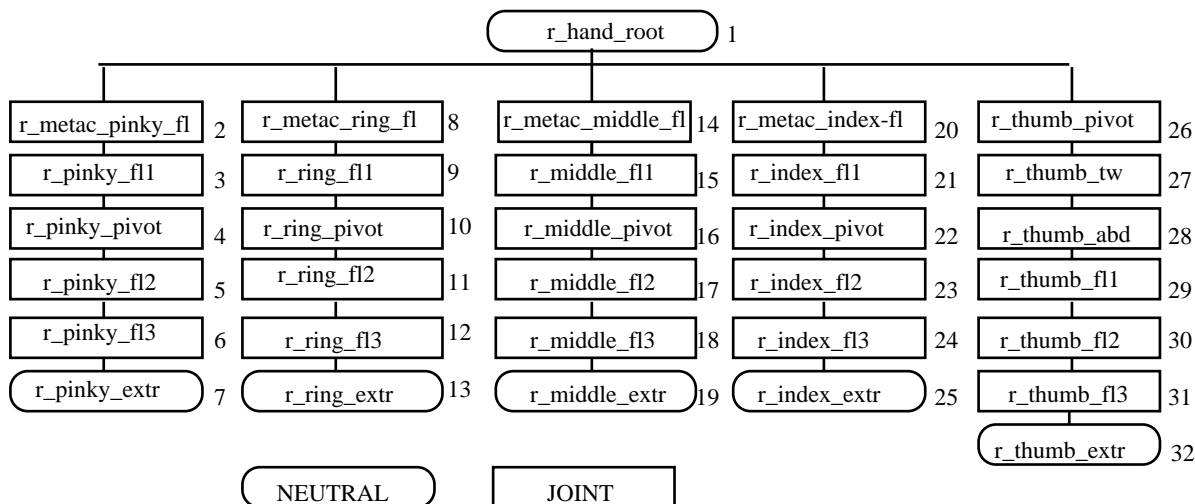 r_hand_root 1
r_metac_pinky_fl 2 r_metac_ring_fl 8 r_metac_middle_fl 14 r_metac_index-fl 20 r_thumb_pivot 26
r_pinky_fl1 3 r_ring_fl1 9 r_middle_fl1 15 r_index_fl1 21 r_thumb_tw 27
r_pinky_pivot 4 r_ring_pivot 10 r_middle_pivot 16 r_index_pivot 22 r_thumb_abd 28
r_pinky_fl2 5 r_ring_fl2 11 r_middle_fl2 17 r_index_fl2 23 r_thumb_fl1 29
r_pinky_fl3 6 r_ring_fl3 12 r_middle_fl3 18 r_index_fl3 24 r_thumb_fl2 30
r_pinky_extr 7 r_ring_extr 13 r_middle_extr 19 r_index_extr 25 r_thumb_fl3 31
r_thumb_extr 32
NEUTRAL JOINT